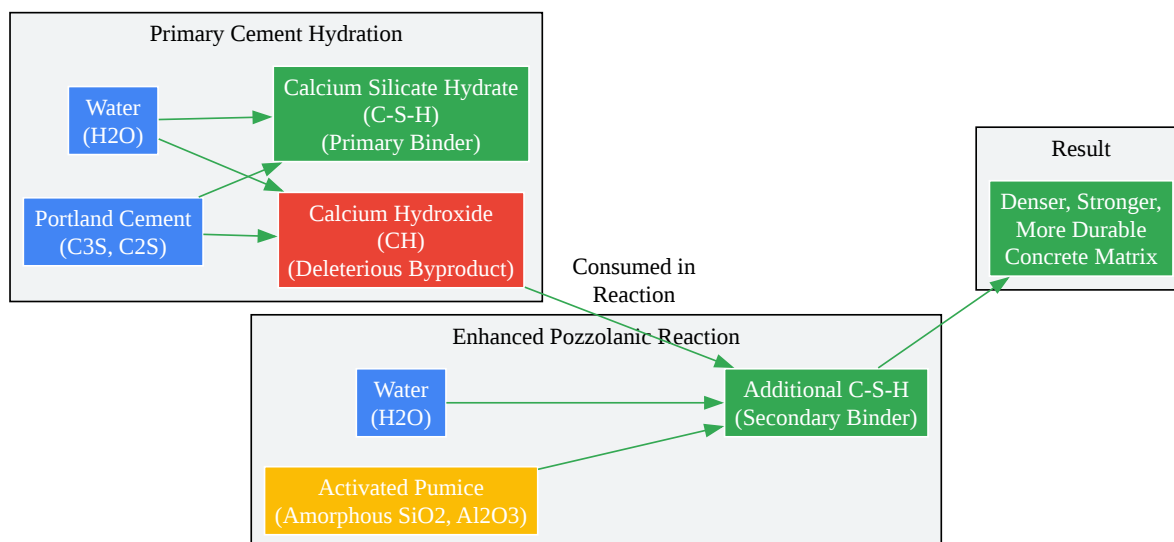 Primary Cement Hydration
Water
(H2O)
Calcium Silicate Hydrate
(C-S-H)
(Primary Binder)
Portland Cement
(C3S, C2S)
Calcium Hydroxide
(CH)
(Deleterious Byproduct)
Consumed in
Reaction
Result
Denser, Stronger,
More Durable
Concrete Matrix
Enhanced Pozzolanic Reaction
Water
(H2O)
Additional C-S-H
(Secondary Binder)
Activated Pumice
(Amorphous SiO2, Al2O3)